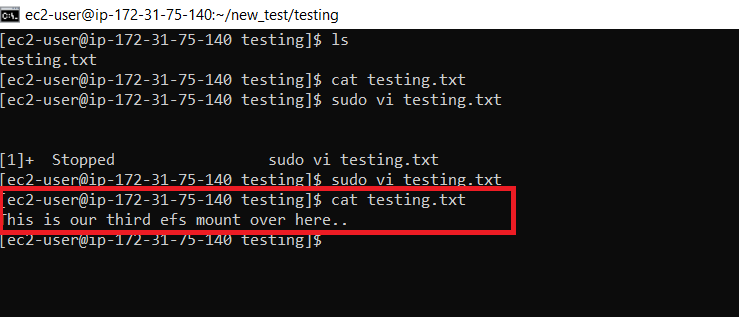 ec2-user@ip-172-31-75-140:~/new_test/testing
[ec2-user@ip-172-31-75-140 testing]$ ls
testing.txt
[ec2-user@ip-172-31-75-140 testing]$ cat testing.txt
[ec2-user@ip-172-31-75-140 testing]$ sudo vi testing.txt
[1]+  Stopped                 sudo vi testing.txt
[ec2-user@ip-172-31-75-140 testing]$ sudo vi testing.txt
[ec2-user@ip-172-31-75-140 testing]$ cat testing.txt
This is our third efs mount over here..
[ec2-user@ip-172-31-75-140 testing]$